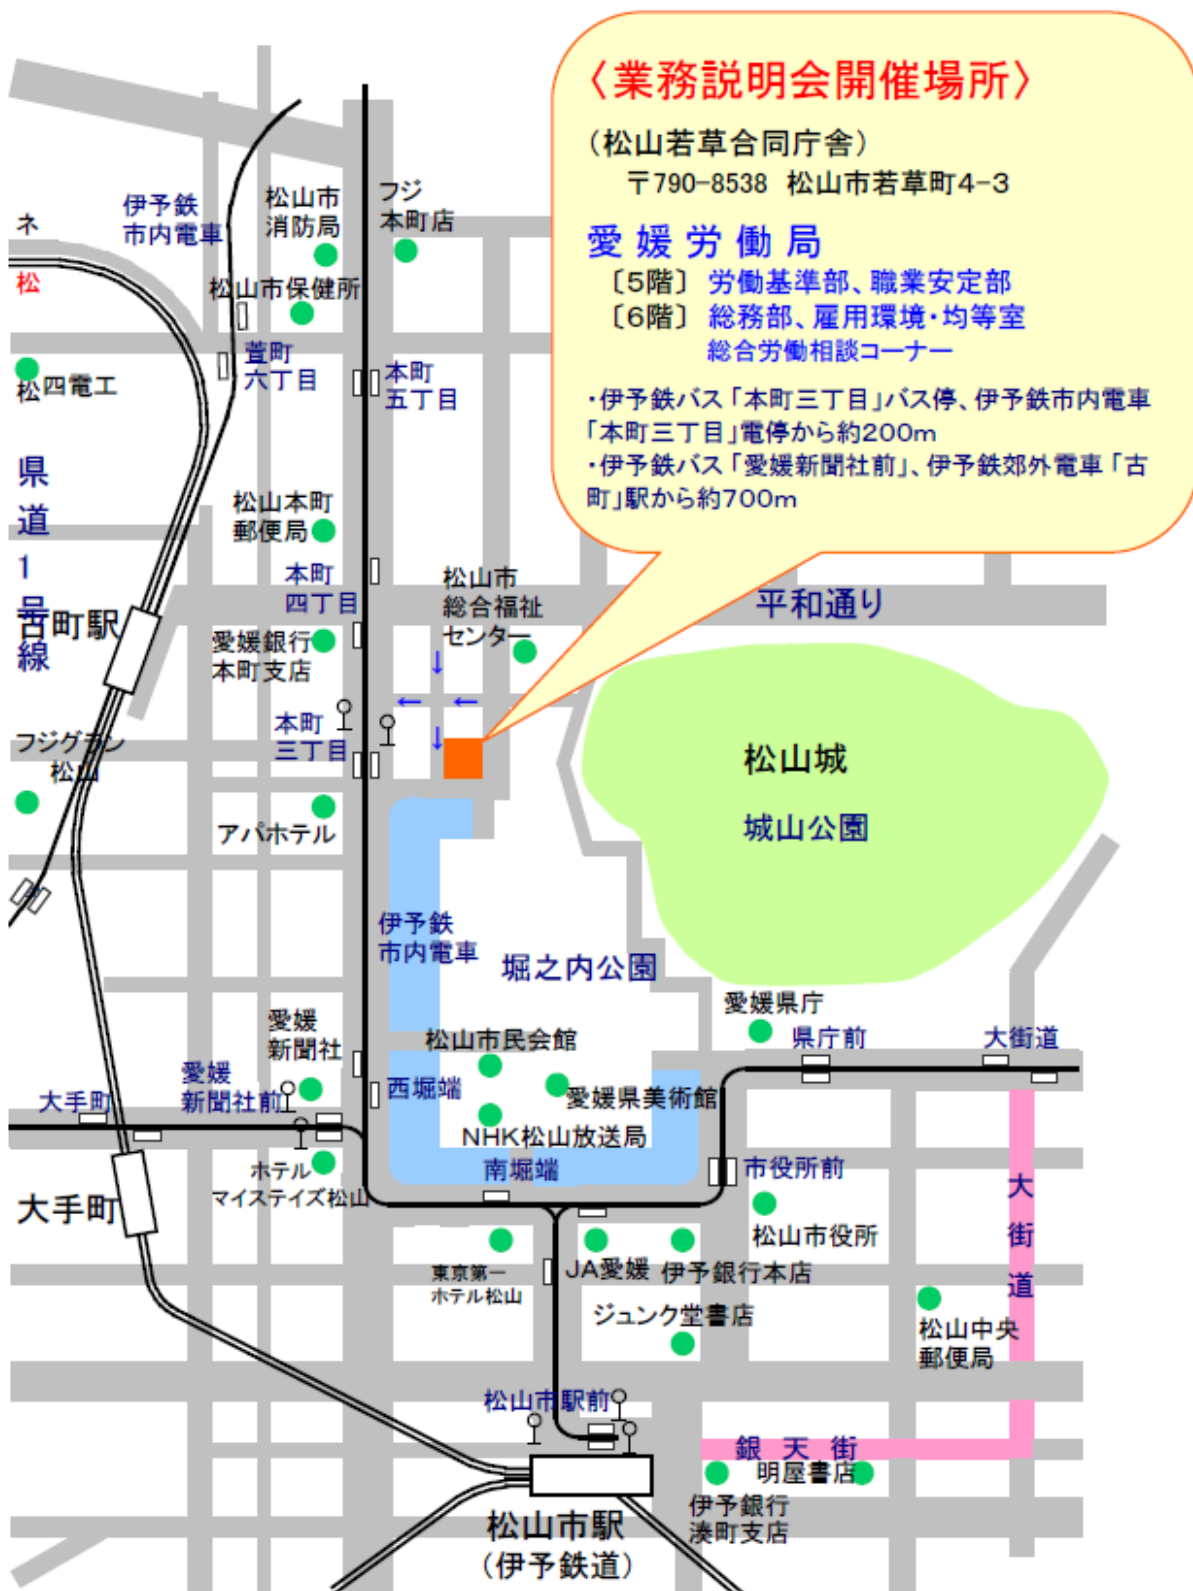 〈業務説明会開催場所〉
（松山若草合同庁舎）
〒790-8538 松山市若草町4-3
愛媛労働局
〔5階〕 労働基準部、職業安定部
〔6階〕 総務部、雇用環境・均等室
総合労働相談コーナー
・伊予鉄バス「本町三丁目」バス停、伊予鉄市内電車
「本町三丁目」電停から約200m
・伊予鉄バス「愛媛新聞社前」、伊予鉄郊外電車「古
町」駅から約700m
伊予鉄
市内電車
松山市
消防局
フジ
本町店
ネ
松
松山市保健所
萱町
六丁目
本町
五丁目
松
四電工
県道1号線
松山本町
郵便局
本町
四丁目
松山市
総合福祉
センター
平和通り
古町駅
愛媛銀行
本町支店
↓
←
←
↓
本町
三丁目
フジグラン
松山
松山城
城山公園
アパホテル
伊予鉄
市内電車
堀之内公園
愛媛
新聞社
松山市民会館
愛媛県庁
県庁前
大街道
愛媛
新聞社前
大手町
西堀端
愛媛県美術館
NHK松山放送局
南堀端
市役所前
ホテル
マイステイズ松山
大手町
大街道
松山市役所
東京第一
ホテル松山
JA愛媛
伊予銀行本店
ジュンク堂書店
松山中央
郵便局
松山市駅前
銀天街
明屋書店
伊予銀行
湊町支店
松山市駅
（伊予鉄道）